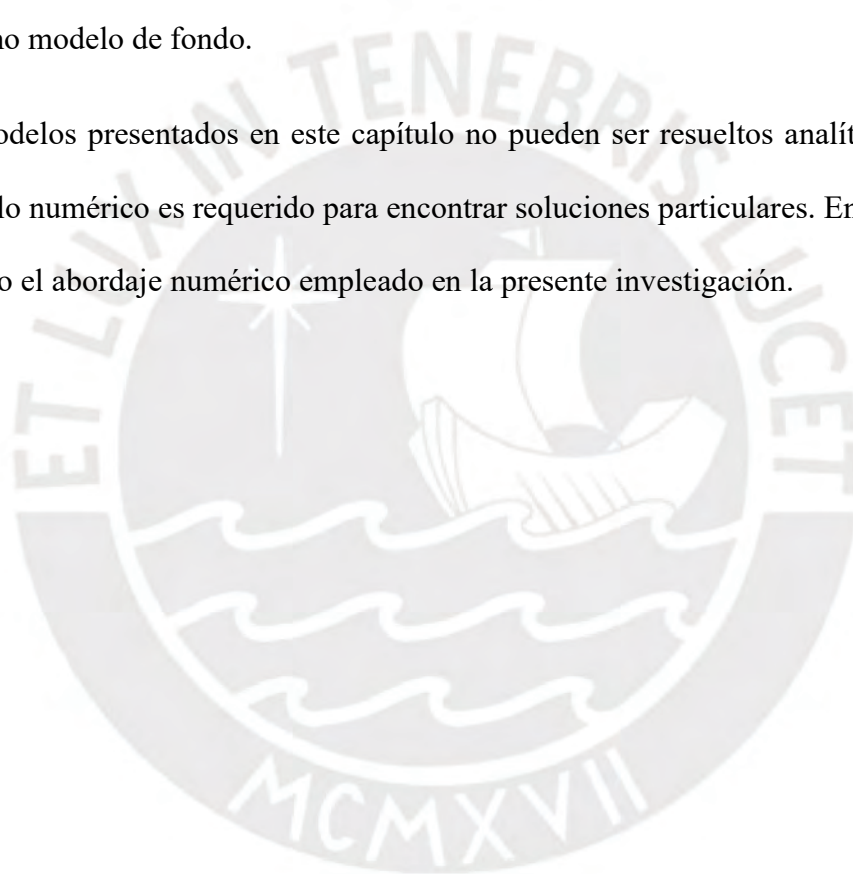 no modelo de fondo.
odelos presentados en este capítulo no pueden ser resueltos analít
lo numérico es requerido para encontrar soluciones particulares. En
o el abordaje numérico empleado en la presente investigación.
ET LUX IN TENEBRIS LUCET
MCMXVII